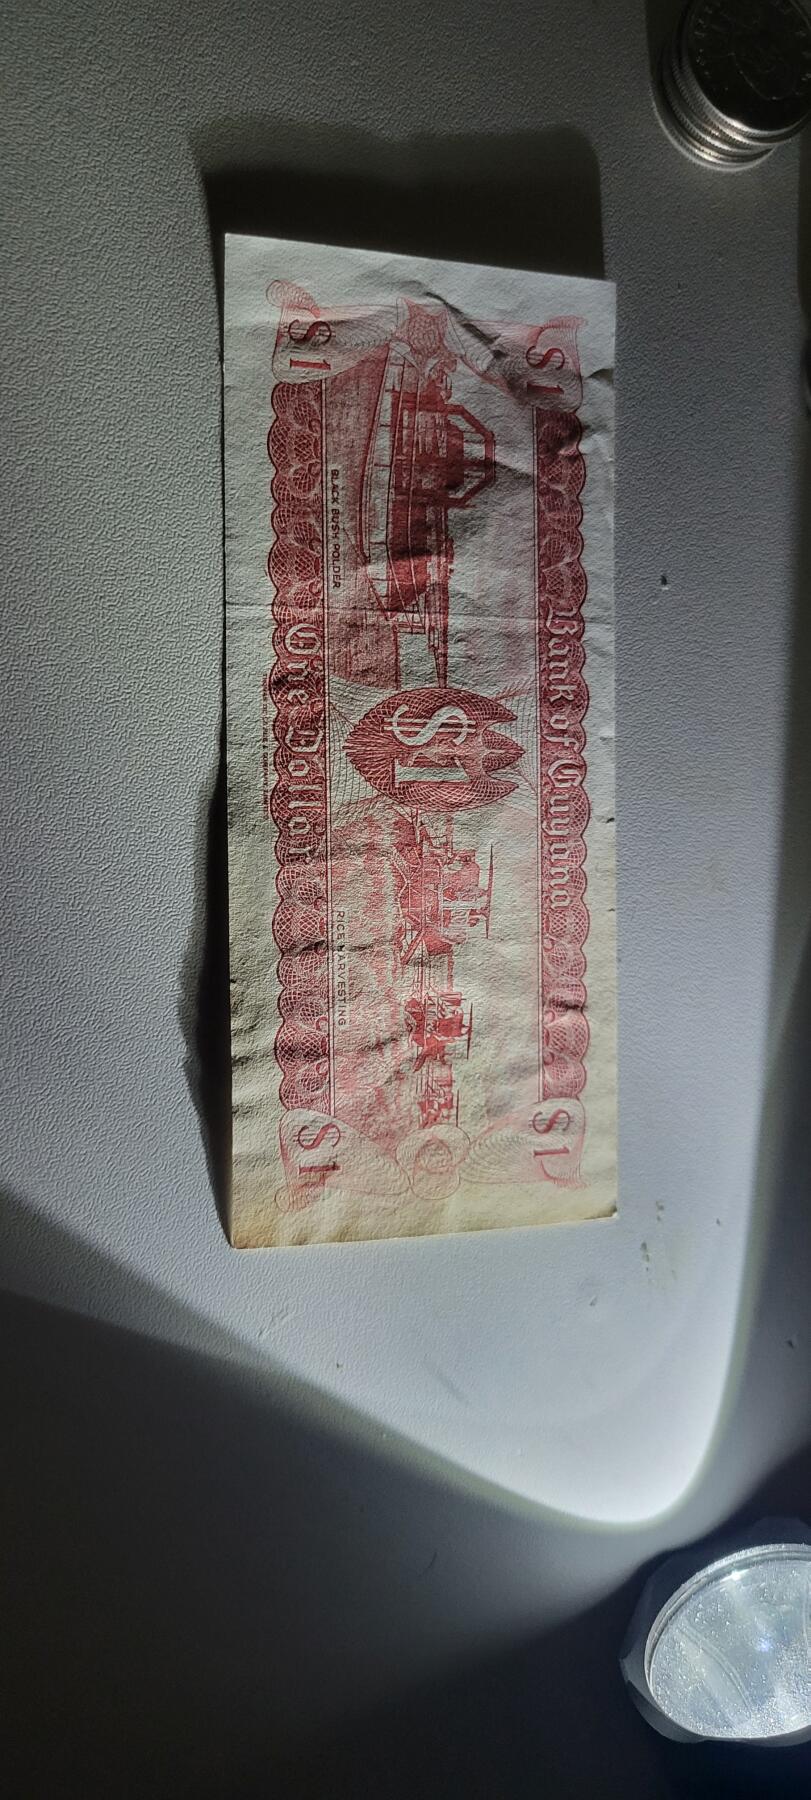 Bank of Guyana
$1
$1
$1
BLACK BUSH POLDER
RICE HARVESTING
$1
One Dollar
$1